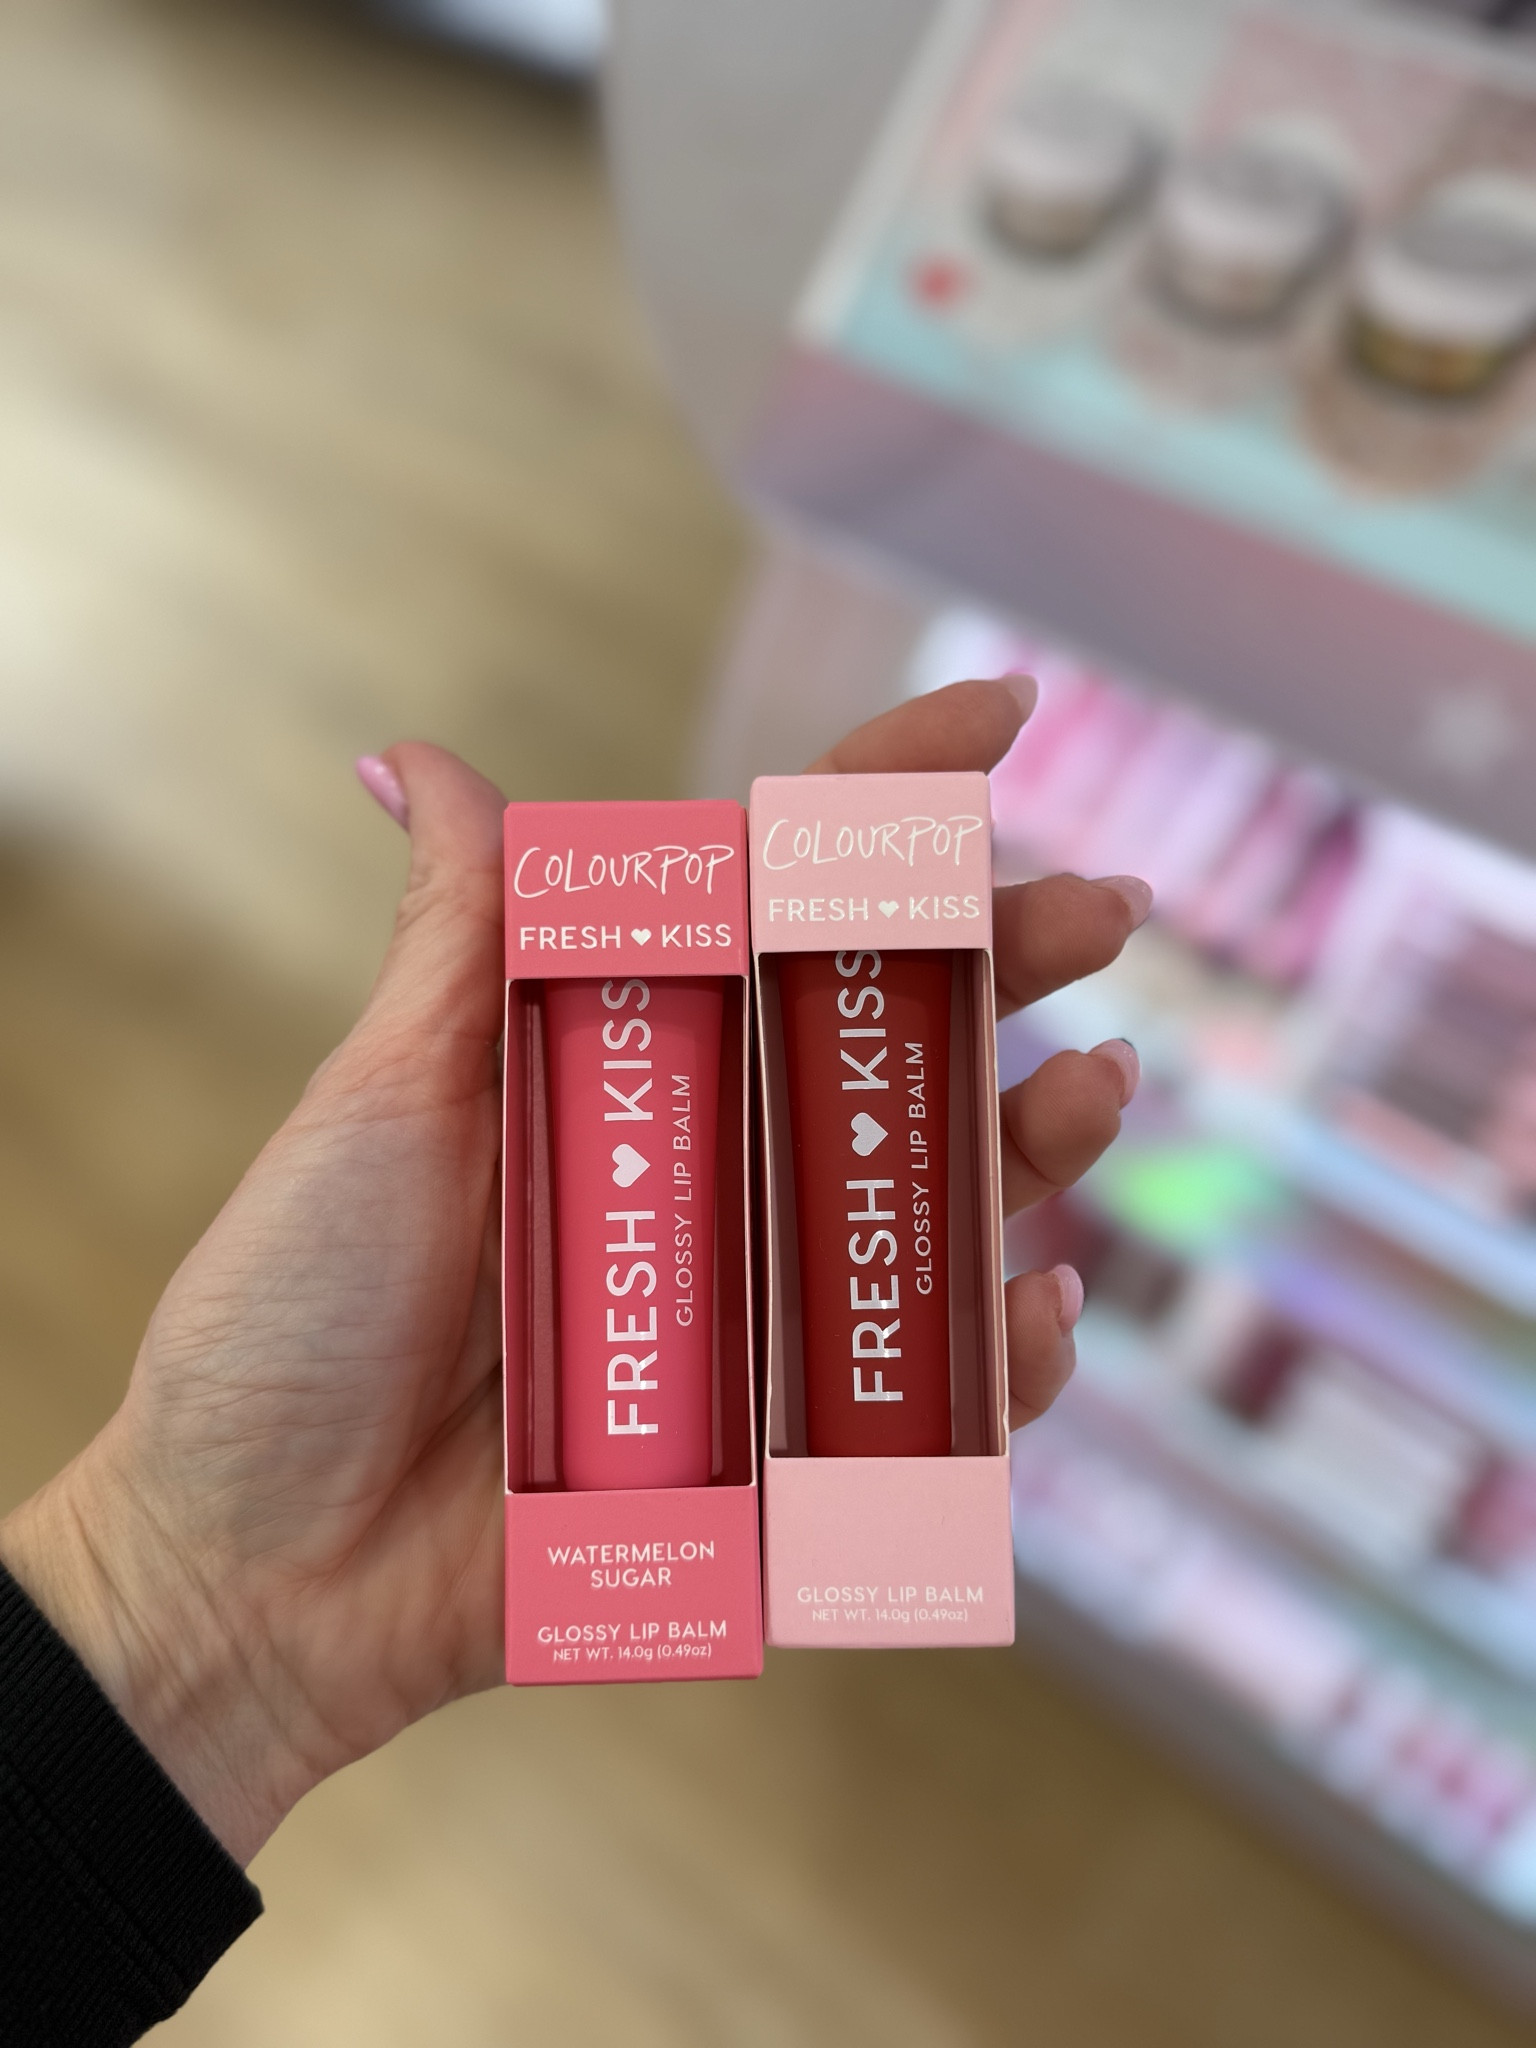 COLOURPOP
FRESH ♥ KISS
FRESH ♥ KISS
GLOSSY LIP BALM
WATERMELON
SUGAR
GLOSSY LIP BALM
NET WT. 14.0g (0.49oz)
COLOURPOP
FRESH ♥ KISS
FRESH ♥ KISS
GLOSSY LIP BALM
GLOSSY LIP BALM
NET WT. 14.0g (0.49oz)